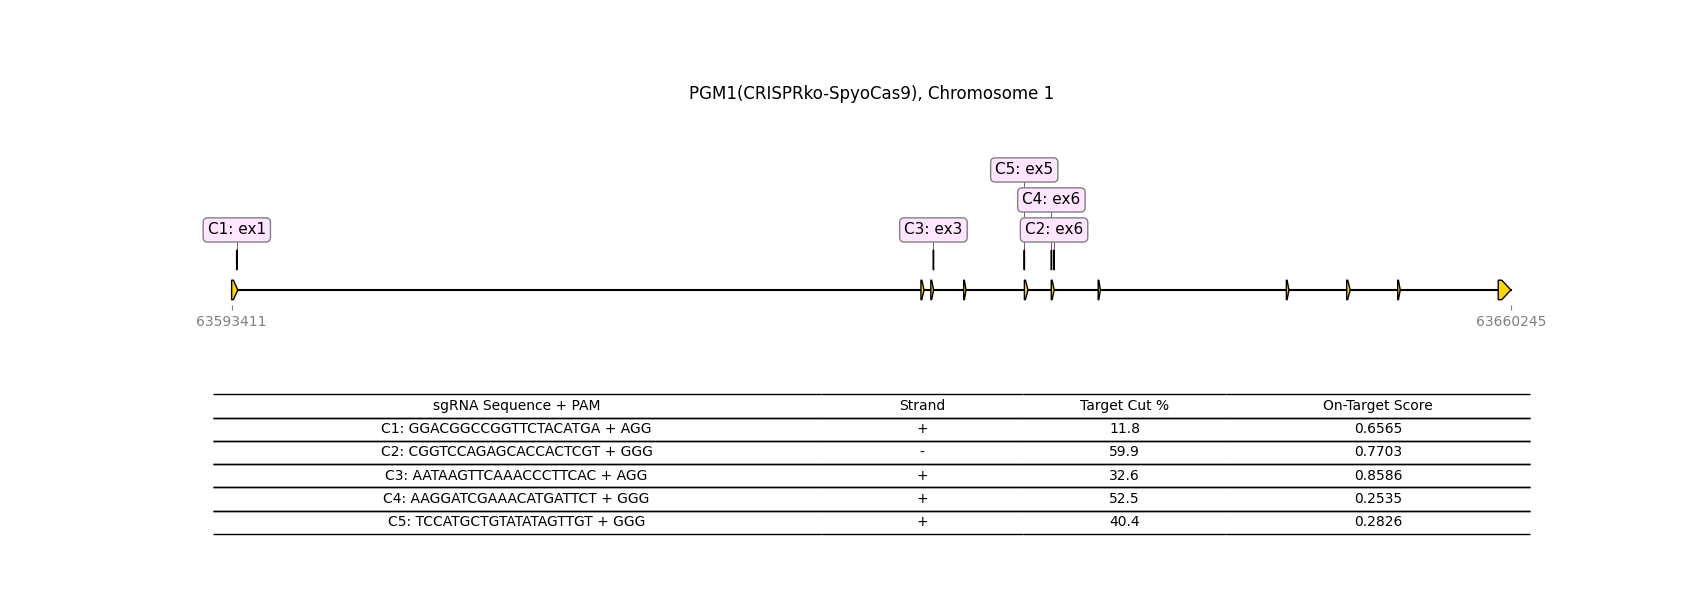 PGM1(CRISPRko-SpyoCas9), Chromosome 1
C5: ex5
C4: ex6
C1: ex1 C3: ex3 C2: ex6
63593411 63660245
sgRNA Sequence + PAM Strand Target Cut % On-Target Score
C1: GGACGGCCGGTTCTACATGA + AGG + 11.8 0.6565
C2: CGGTCCAGAGCACCACTCGT + GGG - 59.9 0.7703
C3: AATAAGTTCAAACCCTTCAC + AGG + 32.6 0.8586
C4: AAGGATCGAAACATGATTCT + GGG + 52.5 0.2535
C5: TCCATGCTGTATATAGTTGT + GGG + 40.4 0.2826